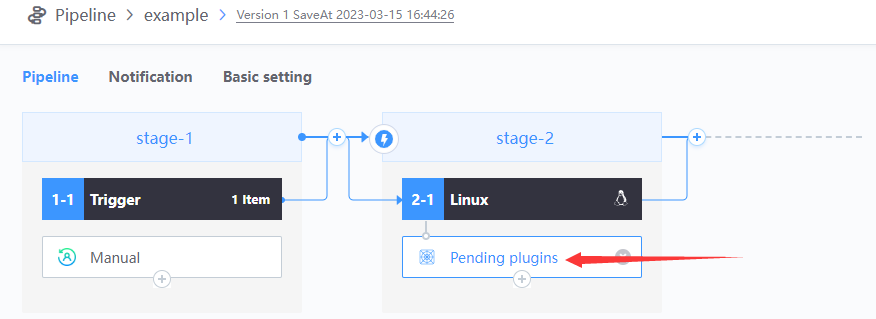 Pipeline > example > Version 1 SaveAt 2023-03-15 16:44:26
Pipeline Notification Basic setting
stage-1 stage-2
1-1 Trigger 1 Item 2-1 Linux
Manual Pending plugins